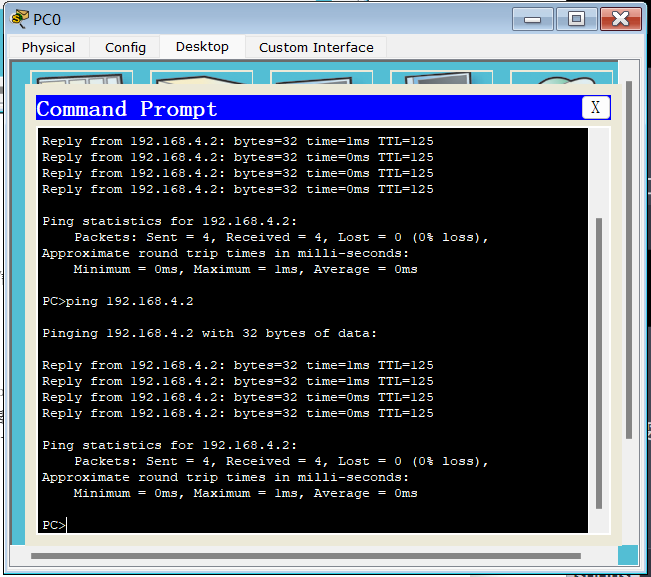 PC0
Physical Config Desktop Custom Interface
Command Prompt X
Reply from 192.168.4.2: bytes=32 time=1ms TTL=125
Reply from 192.168.4.2: bytes=32 time=0ms TTL=125
Reply from 192.168.4.2: bytes=32 time=0ms TTL=125
Reply from 192.168.4.2: bytes=32 time=0ms TTL=125
Ping statistics for 192.168.4.2:
Packets: Sent = 4, Received = 4, Lost = 0 (0% loss),
Approximate round trip times in milli-seconds:
Minimum = 0ms, Maximum = 1ms, Average = 0ms
PC>ping 192.168.4.2
Pinging 192.168.4.2 with 32 bytes of data:
Reply from 192.168.4.2: bytes=32 time=1ms TTL=125
Reply from 192.168.4.2: bytes=32 time=1ms TTL=125
Reply from 192.168.4.2: bytes=32 time=0ms TTL=125
Reply from 192.168.4.2: bytes=32 time=0ms TTL=125
Ping statistics for 192.168.4.2:
Packets: Sent = 4, Received = 4, Lost = 0 (0% loss),
Approximate round trip times in milli-seconds:
Minimum = 0ms, Maximum = 1ms, Average = 0ms
PC>